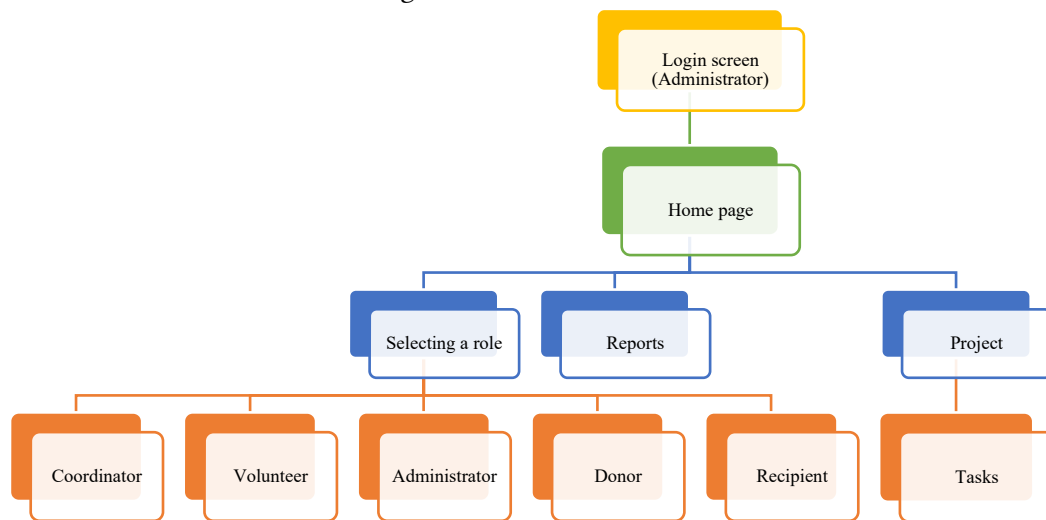 Login screen
(Administrator)
Home page
Selecting a role
Reports
Project
Coordinator
Volunteer
Administrator
Donor
Recipient
Tasks